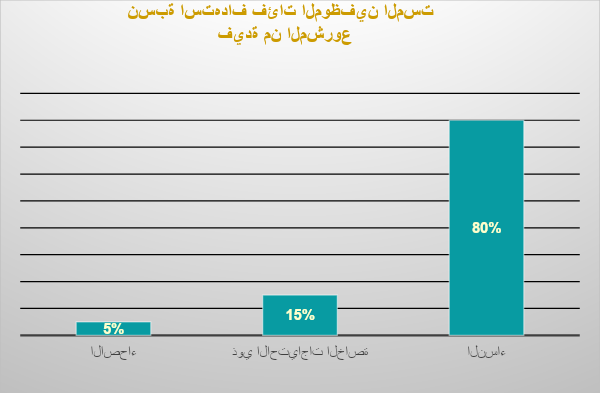 نسبة استهداف فئات الموظفين المست
فيدة من المشروع
80%
15%
5%
النساء
ذوي الاحتياجات الخاصة
الاصحاء